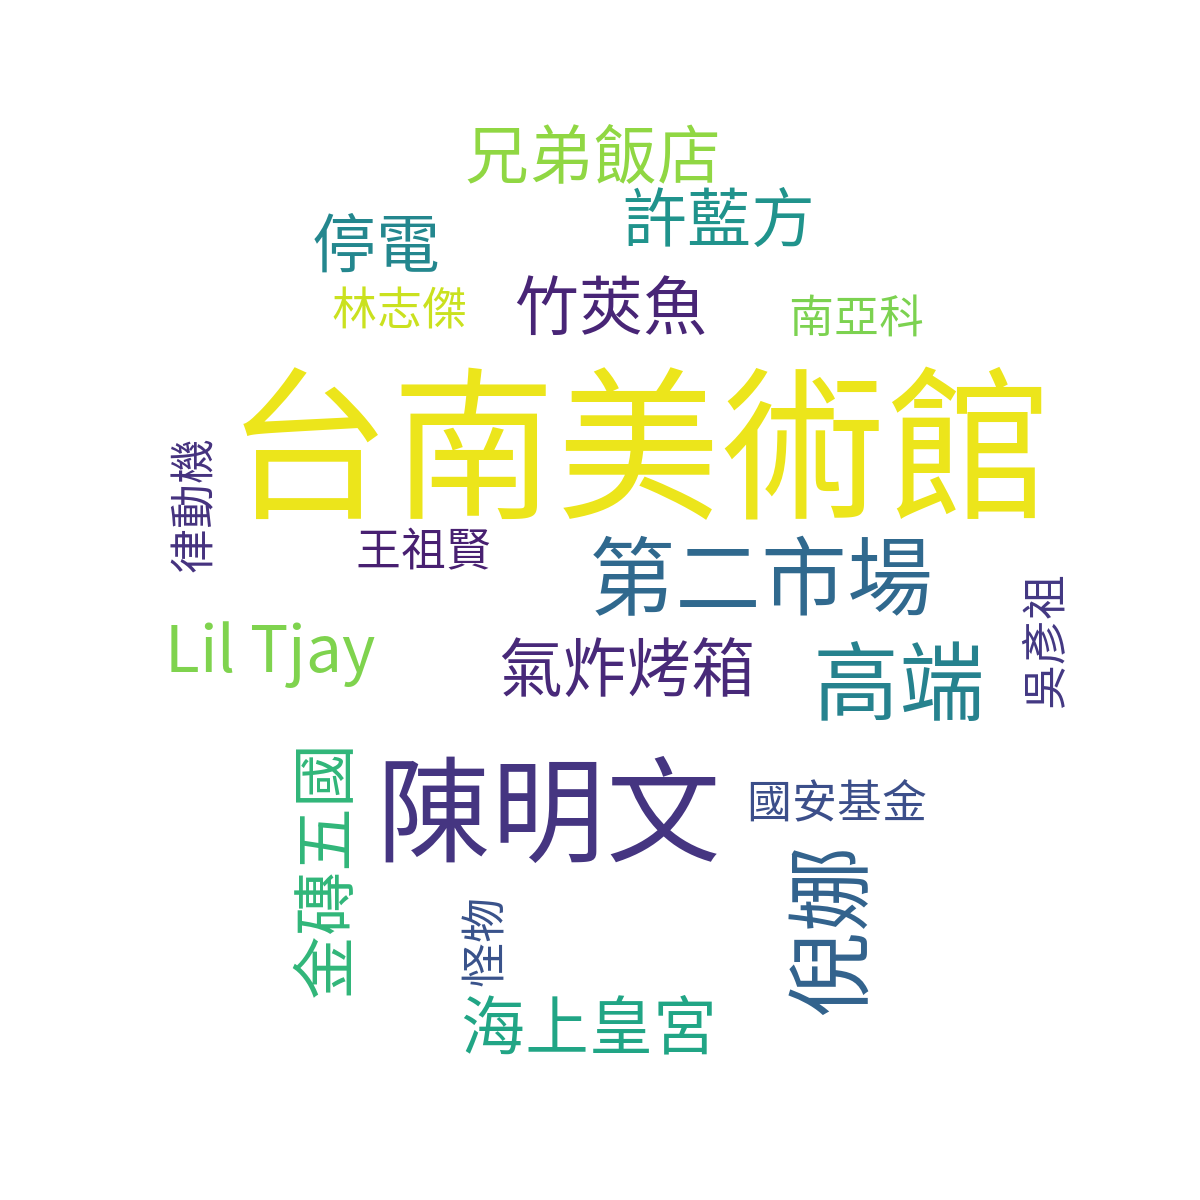 兄弟飯店
許藍方
停電
竹莢魚
林志傑
南亞科
台南美術館
律動機
王祖賢
第二市場
吳彥祖
Lil Tjay
氣炸烤箱
高端
金磚五國
陳明文
國安基金
倪娜
怪物
海上皇宮